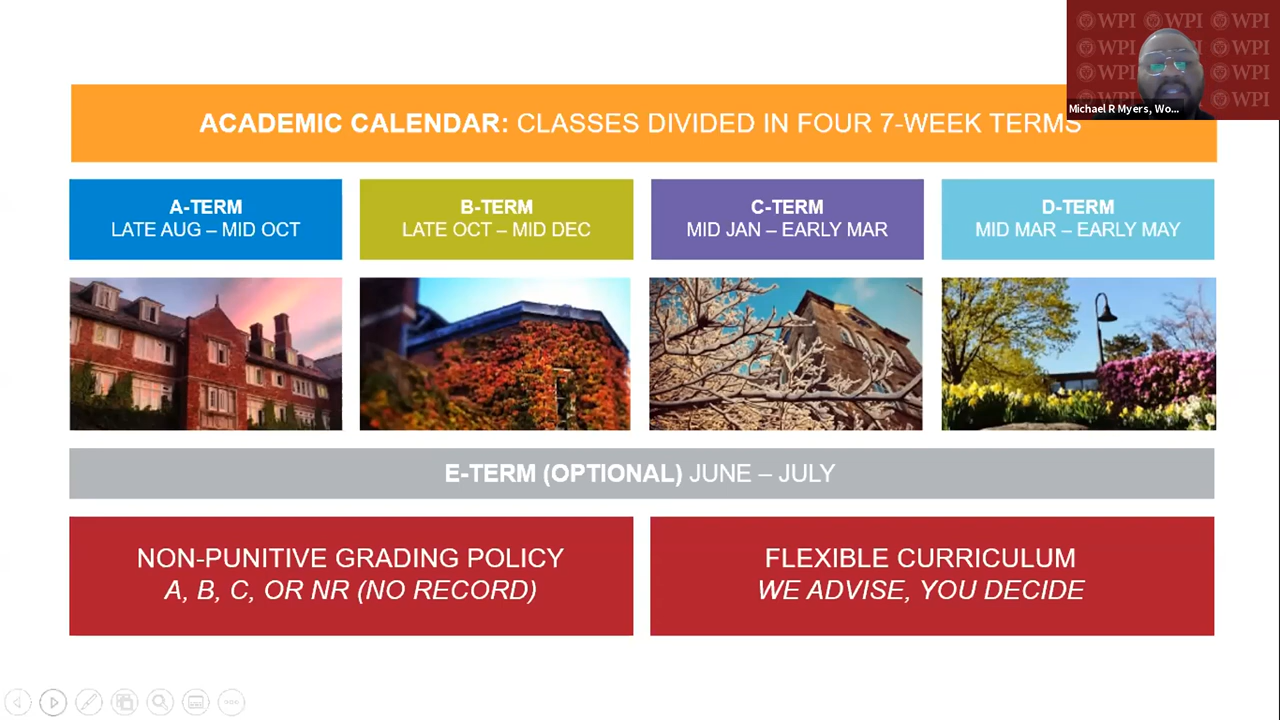 WPI WPI WPI
WPI WPI
WPI WPI
WPI WPI
Michael R Myers, Wo...
ACADEMIC CALENDAR: CLASSES DIVIDED IN FOUR 7-WEEK TERMS
A-TERM
LATE AUG – MID OCT
B-TERM
LATE OCT – MID DEC
C-TERM
MID JAN – EARLY MAR
D-TERM
MID MAR – EARLY MAY
E-TERM (OPTIONAL) JUNE – JULY
NON-PUNITIVE GRADING POLICY
A, B, C, OR NR (NO RECORD)
FLEXIBLE CURRICULUM
WE ADVISE, YOU DECIDE